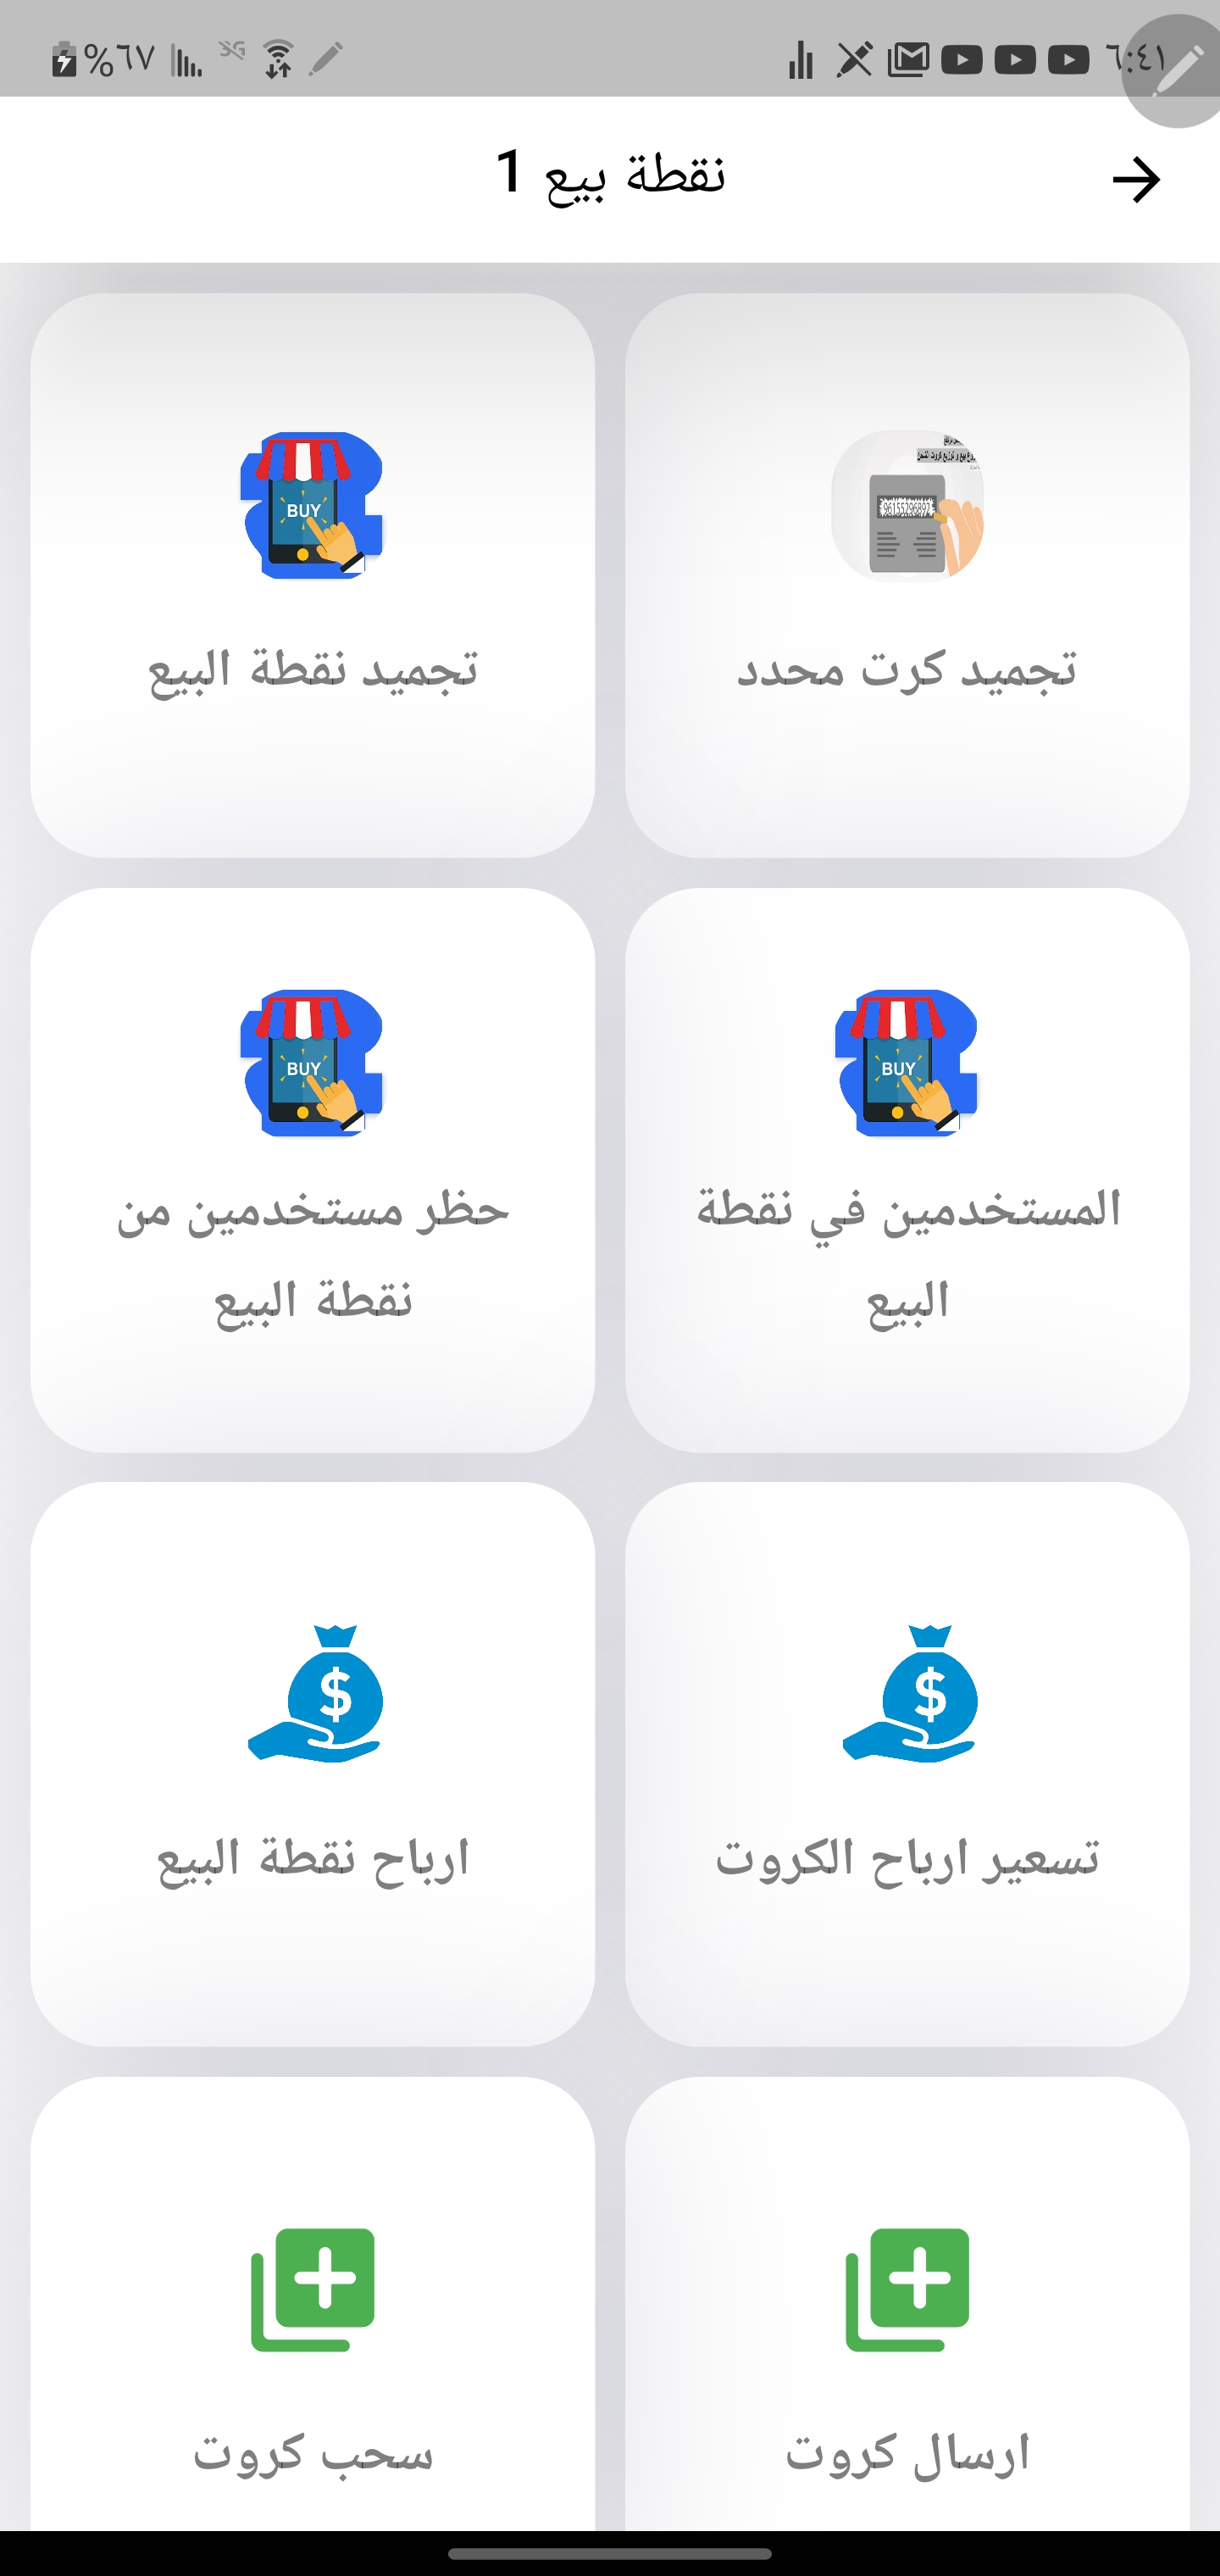 ٦:٤١
%٦٧
نقطة بيع 1
تجميد كرت محدد
BUY
تجميد نقطة البيع
BUY
المستخدمين في نقطة
البيع
BUY
حظر مستخدمين من
نقطة البيع
$
تسعير ارباح الكروت
$
ارباح نقطة البيع
ارسال كروت
سحب كروت